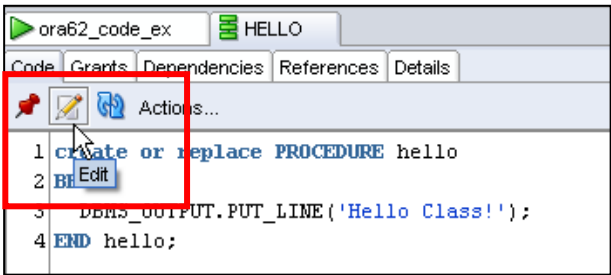 ora62_code_ex HELLO
Code Grants Dependencies References Details
Actions...
1 create or replace PROCEDURE hello
Edit
2
3 DBMS_OUTPUT.PUT_LINE('Hello Class!');
4 END hello;